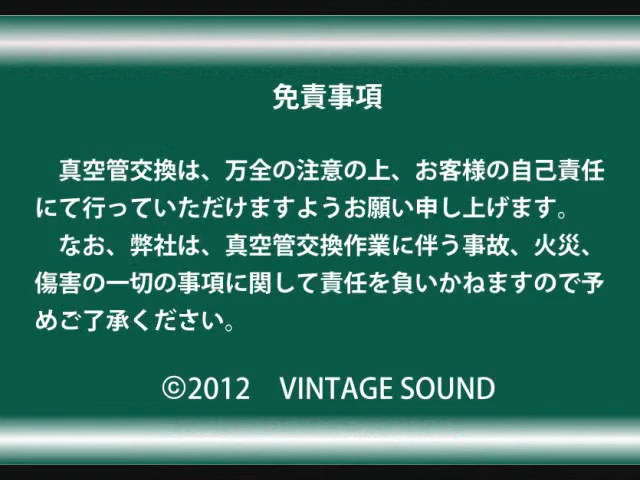 免責事項
真空管交換は、万全の注意の上、お客様の自己責任
にて行っていただけますようお願い申し上げます。
なお、弊社は、真空管交換作業に伴う事故、火災、
傷害の一切の事項に関して責任を負いかねますので予
めご了承ください。
©2012 VINTAGE SOUND